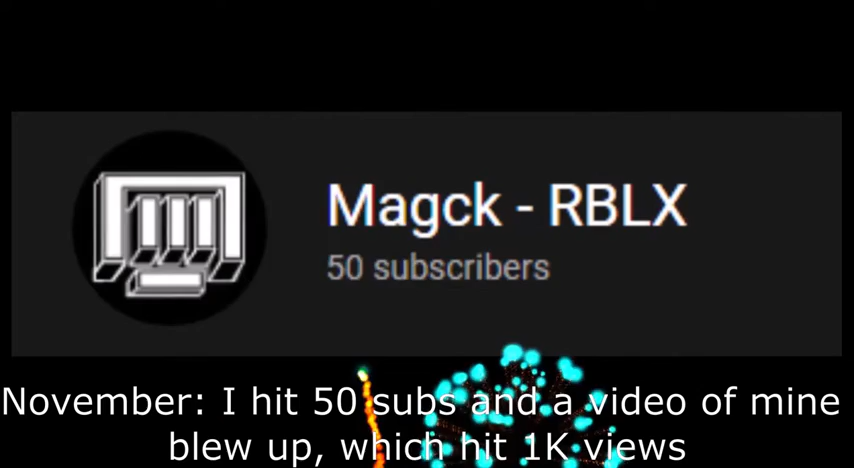 Magck - RBLX
50 subscribers
November: I hit 50 subs and a video of mine
blew up, which hit 1K views